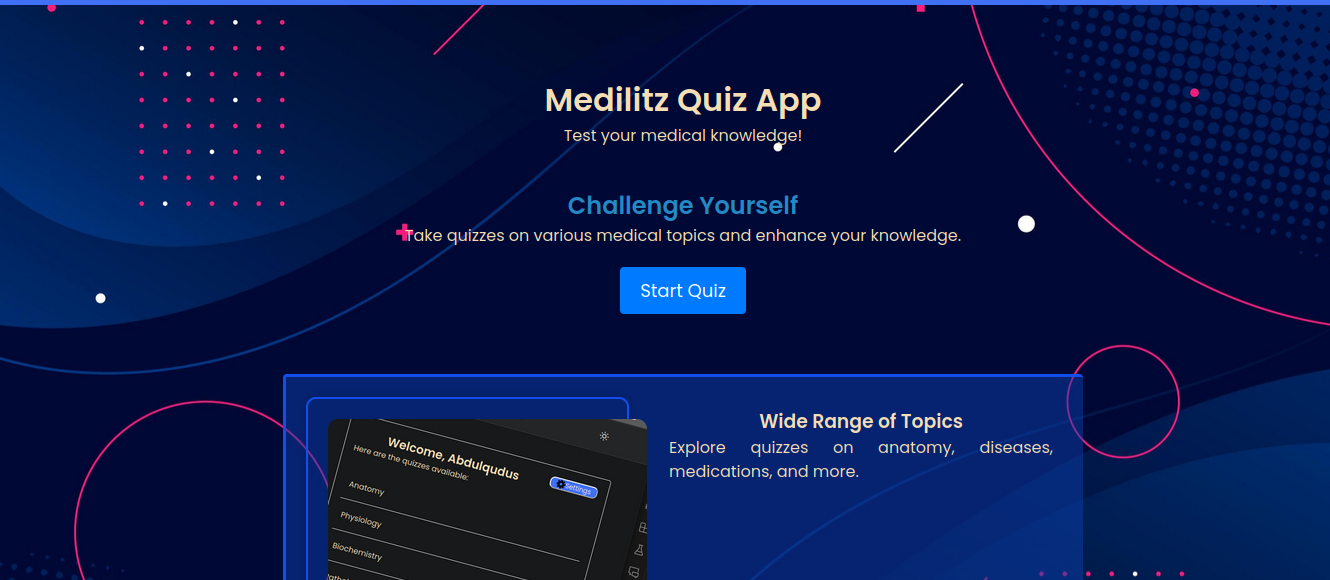 Medilitz Quiz App
Test your medical knowledge!
Challenge Yourself
Take quizzes on various medical topics and enhance your knowledge.
Start Quiz
Welcome, Abdulqudus
Here are the quizzes available:
Settings
Anatomy
Physiology
Biochemistry
Wide Range of Topics
Explore quizzes on anatomy, diseases,
medications, and more.